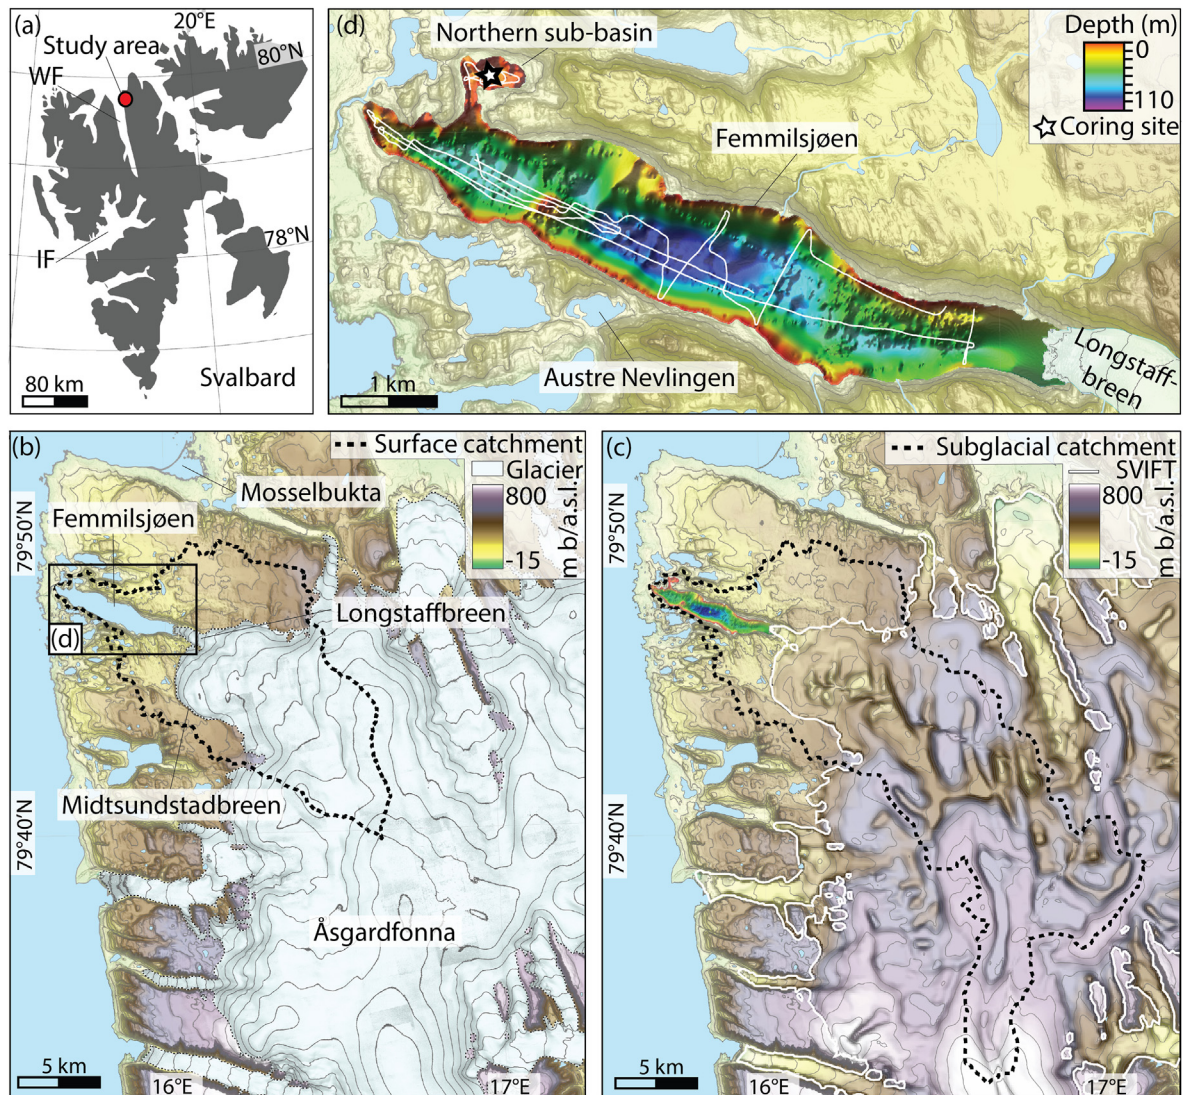 (a)
20°E
Study area
80°N
WF
78°N
IF
Svalbard
80 km
(d)
Northern sub-basin
Depth (m)
0
110
Coring site
Femmilsjøen
Austre Nevlingen
Longstaff-
breen
1 km
(b)
Surface catchment
Glacier
800
-15
m b/a.s.l.
Mosselbukta
79°50'N
Femmilsjøen
(d)
Longstaffbreen
Midtsundstadbreen
79°40'N
Åsgardfonna
5 km
16°E
17°E
(c)
Subglacial catchment
SVIFT
800
-15
m b/a.s.l.
79°50'N
79°40'N
5 km
16°E
17°E